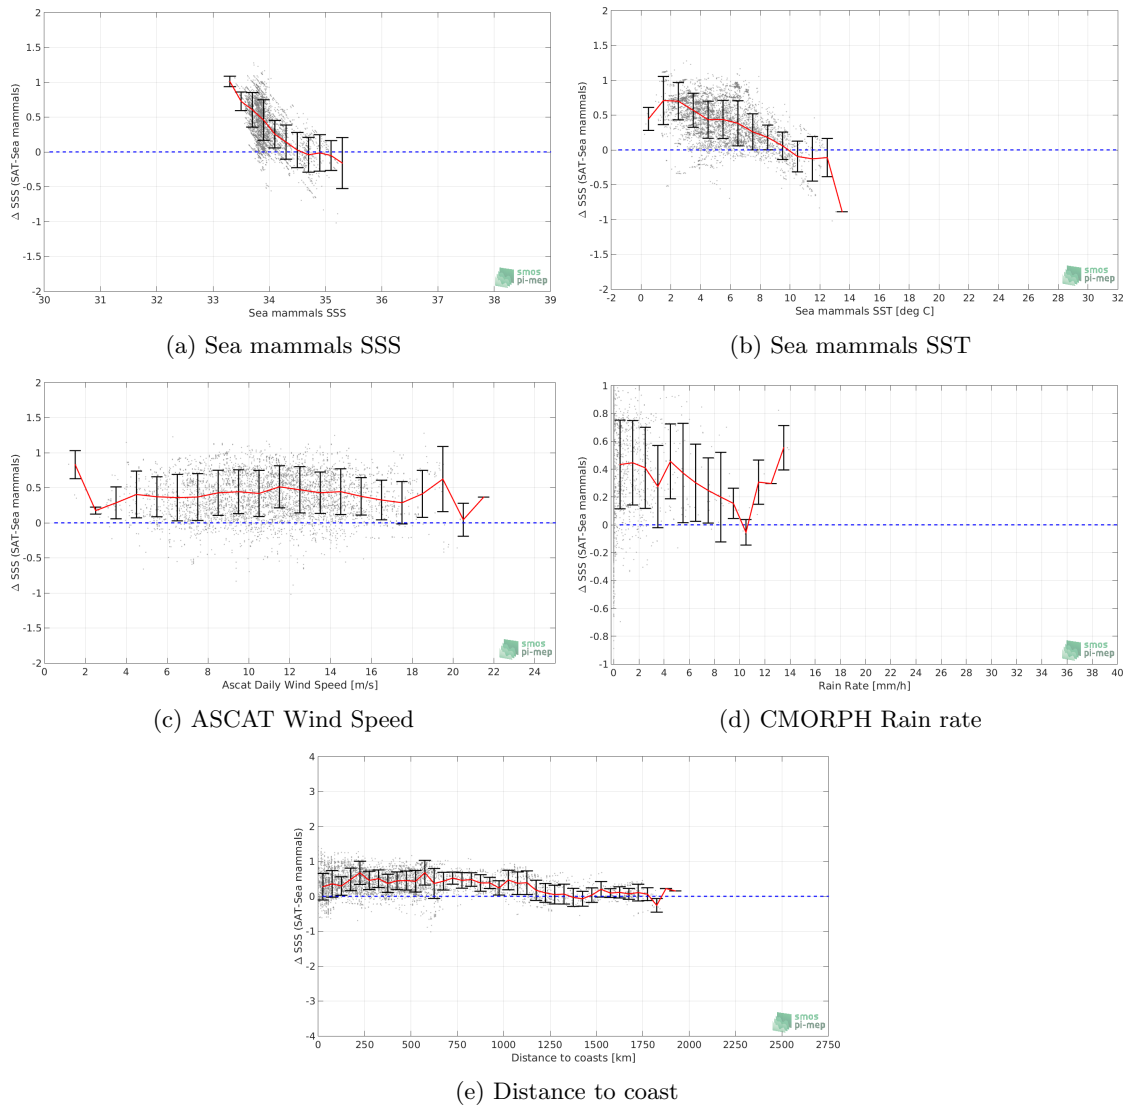 2
1.5
1
0.5
0
0.5
-1
-1.5
-2
Δ SSS (SAT-Sea mammals)
30 31 32 33 34 35 36 37 38 39
Sea mammals SSS
smos
pi-mep
(a) Sea mammals SSS
2
1.5
1
0.5
0
-0.5
-1
-1.5
-2
Δ SSS (SAT-Sea mammals)
-2 0 2 4 6 8 10 12 14 16 18 20 22 24 26 28 30 32
Sea mammals SST [deg C]
smos
pi-mep
(b) Sea mammals SST
2
1.5
1
0.5
0
-0.5
-1
1.5
-2
Δ SSS (SAT-Sea mammals)
0 2 4 6 8 10 12 14 16 18 20 22 24
Ascat Daily Wind Speed [m/s]
smos
pi-mep
(c) ASCAT Wind Speed
1
0.8
0.6
0.4
0.2
0
-0.2
-0.4
-0.6
-0.8
-1
Δ SSS (SAT-Sea mammals)
0 2 4 6 8 10 12 14 16 18 20 22 24 26 28 30 32 34 36 38 40
Rain Rate [mm/h]
smos
pi-mep
(d) CMORPH Rain rate
4
3
2
1
0
-1
-2
-3
-4
Δ SSS (SAT-Sea mammals)
0 250 500 750 1000 1250 1500 1750 2000 2250 2500 2750
Distance to coasts [km]
smos
pi-mep
(e) Distance to coast